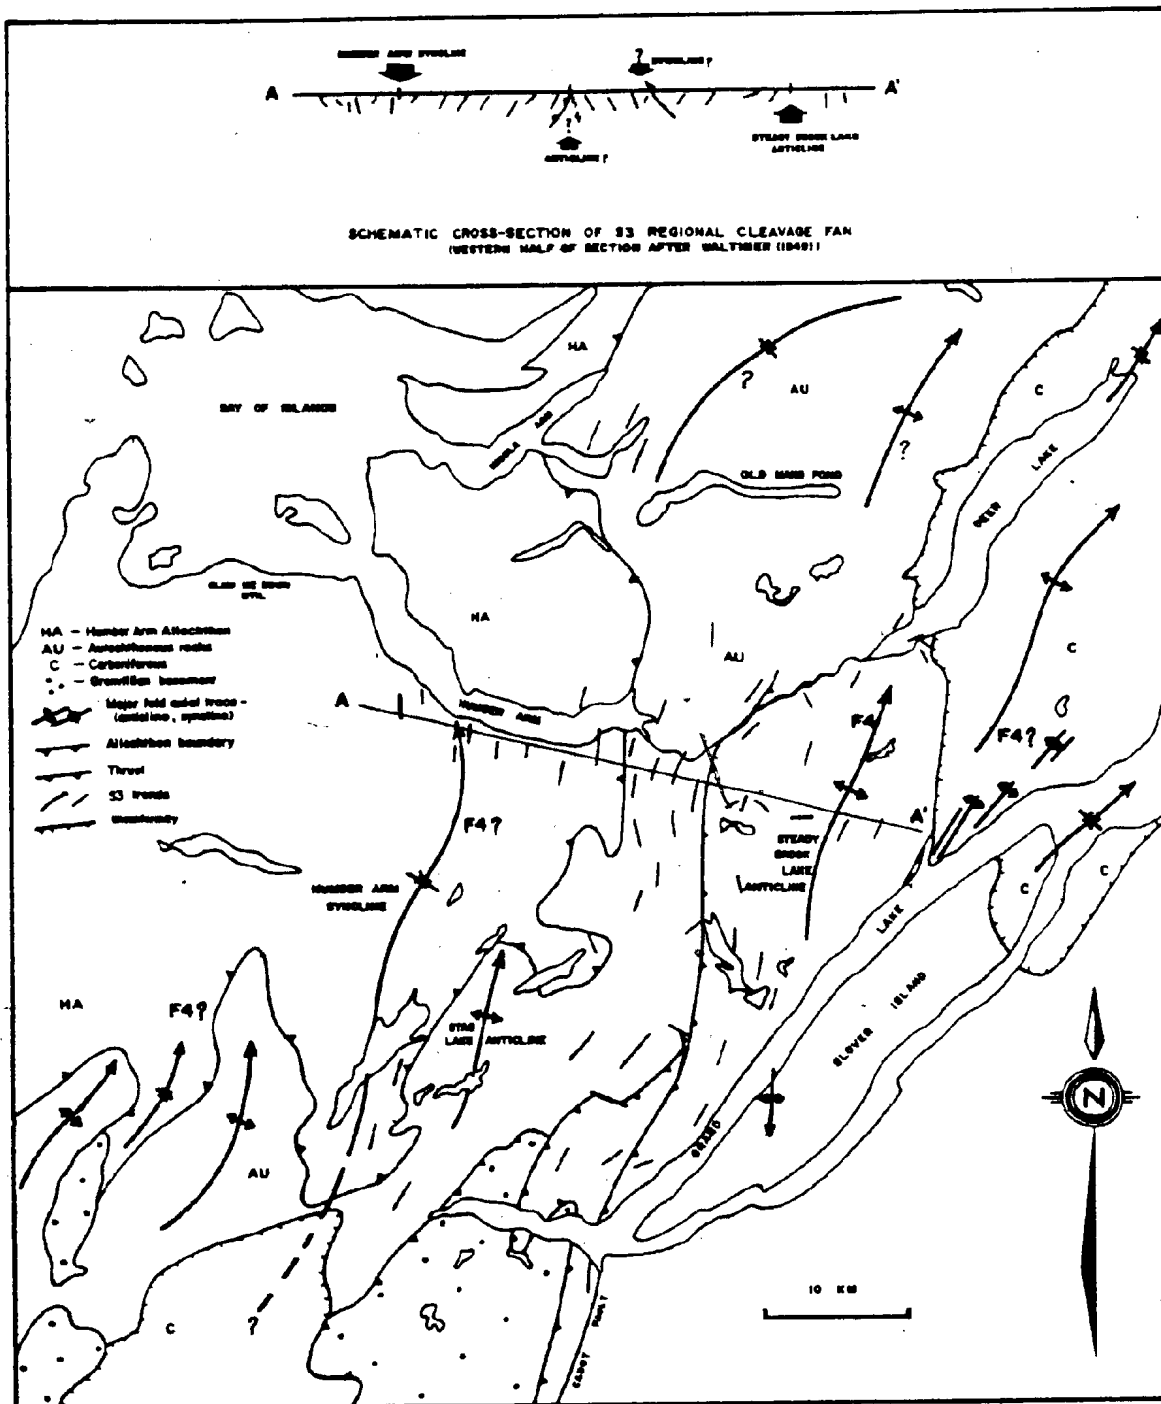 HUMBER ARM SYNCLINE
?
SYNCLINE?
A
A'
?
ANTICLINE?
STEADY BROOK LAKE
ANTICLINE
SCHEMATIC CROSS-SECTION OF S3 REGIONAL CLEAVAGE FAN
(WESTERN HALF OF SECTION AFTER WALTHIER (1949))
HA
?
AU
C
BAY OF ISLANDS
ARM
?
OLD MANS POND
DEER LAKE
HA
HA - Humber Arm Allochthon
AU - Autochthonous rocks
C - Carboniferous
- Grenvillian basement
Major fold axial trace -
(anticline, syncline)
Allochthon boundary
Thrust
S3 trends
Unconformity
AU
C
A
HUMBER ARM
F4
F4?
F4?
A'
STEADY
BROOK
LAKE
ANTICLINE
HUMBER ARM
SYNCLINE
C
C
GRAND LAKE
GLOVER ISLAND
HA
F4?
STAG
LAKE ANTICLINE
N
AU
10 KM
C
?